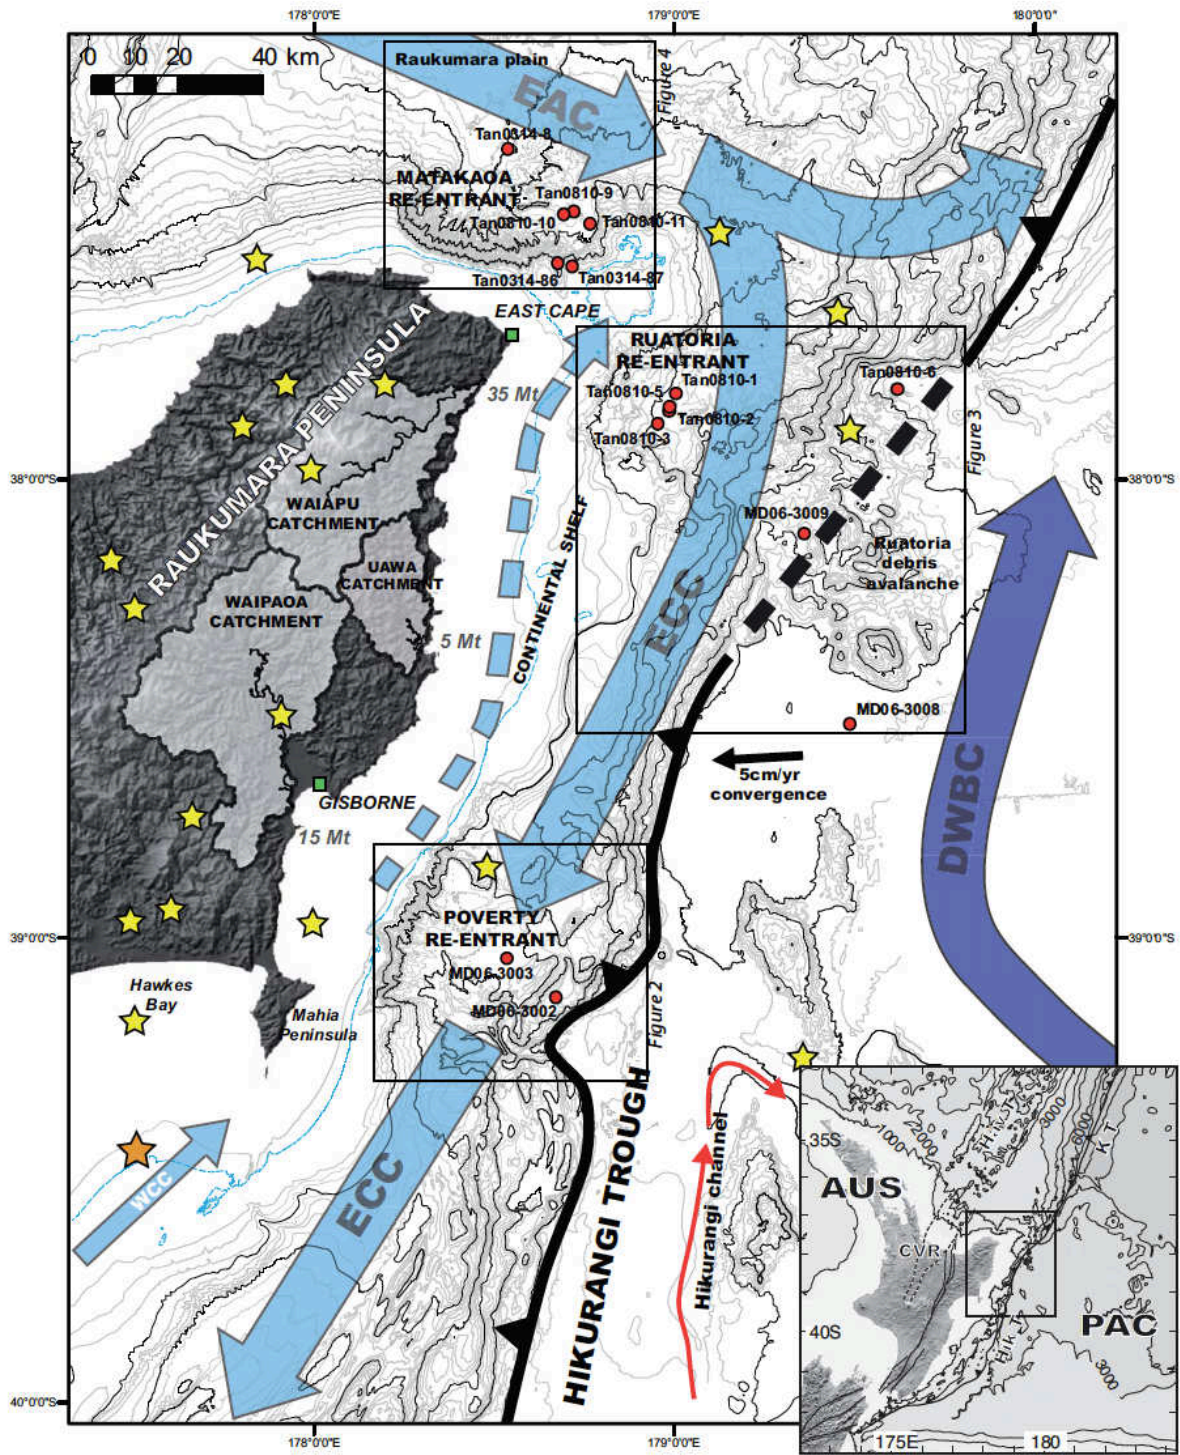 178°0'0"E
179°0'0"E
180°0'0"
0 10 20 40 km
Raukumara plain
Figure 4
EAC
Tan0314-8
MATAKAOA
RE-ENTRANT
Tan0810-9
Tan0810-10
Tan0810-11
Tan0314-86
Tan0314-87
EAST CAPE
RAUKUMARA PENINSULA
35 Mt
RUATORIA
RE-ENTRANT
Tan0810-1
Tan0810-5
Tan0810-2
Tan0810-3
Tan0810-6
Figure 3
38°0'0"S
38°0'0"S
WAIAPU
CATCHMENT
UAWA
CATCHMENT
WAIPAOA
CATCHMENT
CONTINENTAL SHELF
5 Mt
MD06-3009
Ruatoria
debris
avalanche
ECC
MD06-3008
5cm/yr
convergence
DWBC
GISBORNE
15 Mt
POVERTY
RE-ENTRANT
MD06-3003
MD06-3002
Figure 2
39°0'0"S
39°0'0"S
Hawkes
Bay
Mahia
Peninsula
WCC
ECC
HIKURANGI TROUGH
Hikurangi channel
35S
1000
2000
3000
6000
K T
AUS
CVR
Hik T
PAC
40S
3000
175E
180
40°0'0"S
178°0'0"E
179°0'0"E